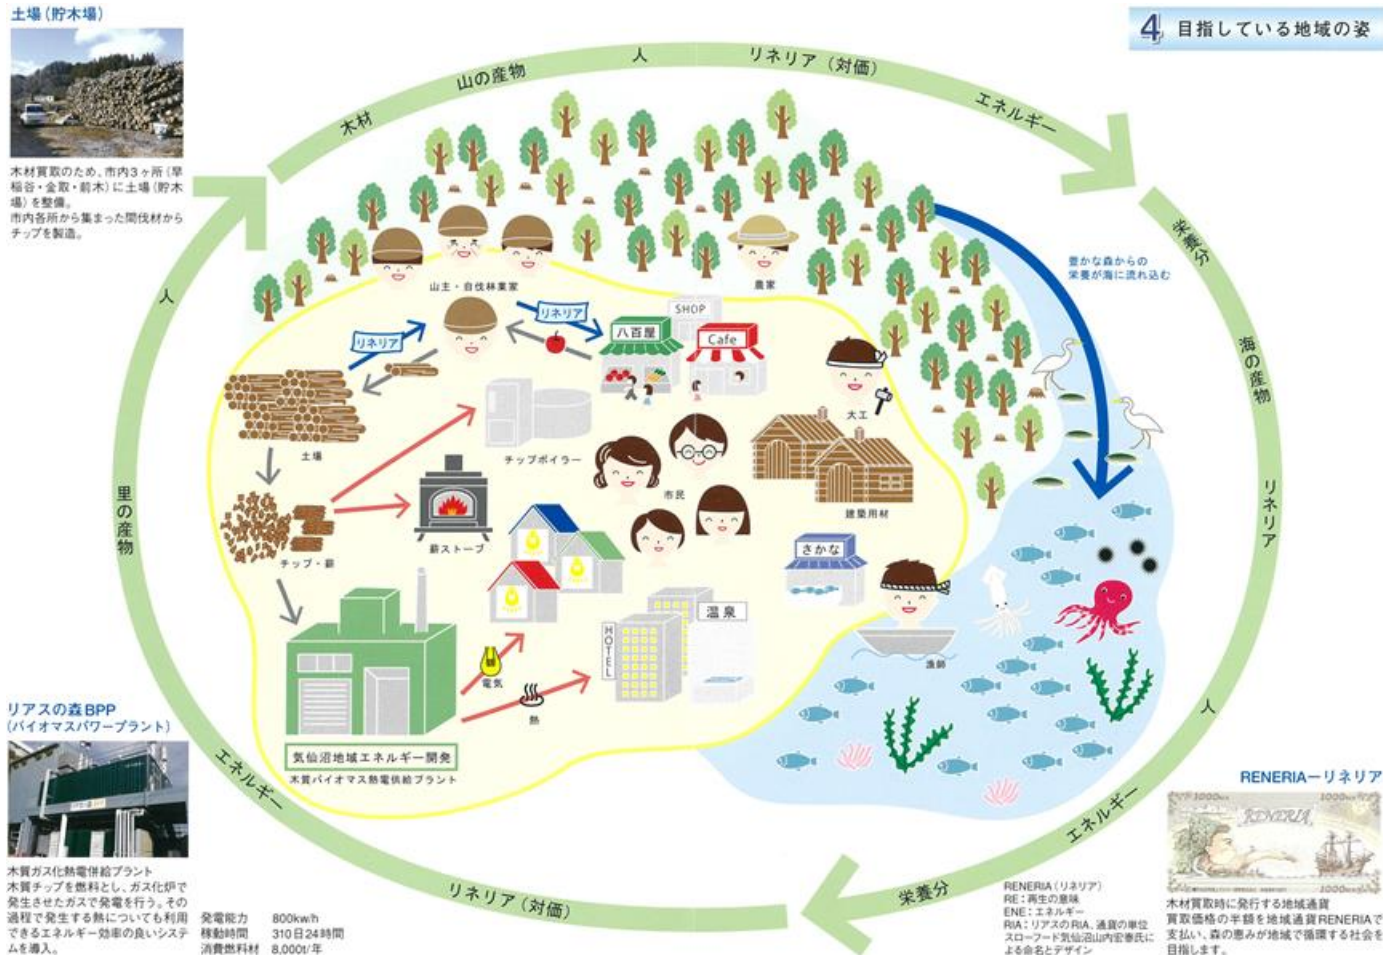 土場(貯木場)
木材買取のため、市内3ヶ所(早
稲谷・金取・前木)に土場(貯木
場)を整備。
市内各所から集まった間伐材から
チップを製造。
4 目指している地域の姿
木材
山の産物
人
リネリア(対価)
エネルギー
栄養分
海の産物
リネリア
人
エネルギー
栄養分
リネリア(対価)
エネルギー
里の産物
人
豊かな森からの
栄養が海に流れ込む
山主・自伐林業家
農家
リネリア
リネリア
八百屋
SHOP
Cafe
大工
土場
チップボイラー
市民
建築用材
薪ストーブ
チップ・薪
さかな
漁師
HOTEL
温泉
電気
熱
気仙沼地域エネルギー開発
木質バイオマス熱電供給プラント
リアスの森BPP
(バイオマスパワープラント)
木質ガス化熱電併給プラント
木質チップを燃料とし、ガス化炉で
発生させたガスで発電を行う。その
過程で発生する熱についても利用
できるエネルギー効率の良いシステ
ムを導入。
発電能力 800kw/h
稼動時間 310日24時間
消費燃料材 8,000t/年
RENERIA(リネリア)
RE:再生の意味
ENE:エネルギー
RIA:リアスのRIA、通貨の単位
スローフード気仙沼山内宏泰氏に
よる命名とデザイン
RENERIAーリネリア
1000
1000
RENERIA
1000
木材買取時に発行する地域通貨
買取価格の半額を地域通貨RENERIAで
支払い、森の恵みが地域で循環する社会を
目指します。